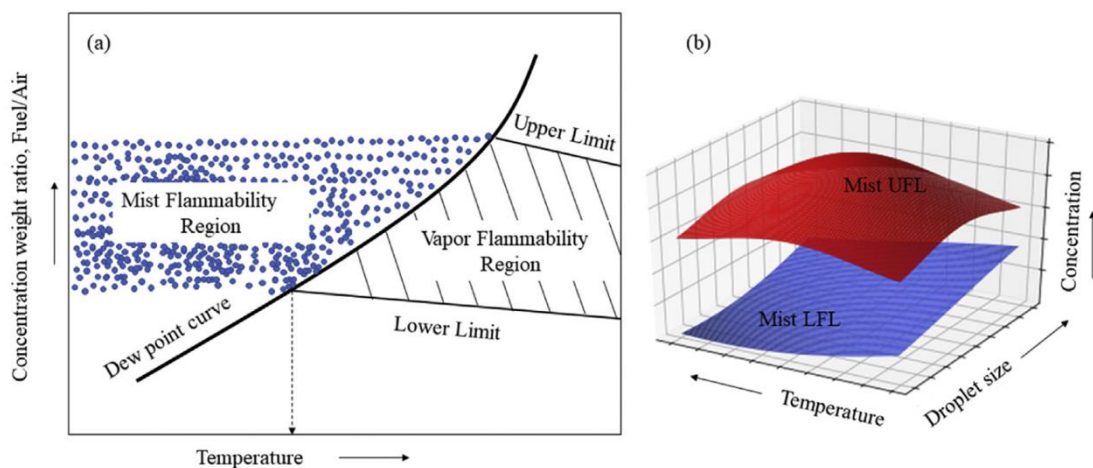 (a)
Concentration weight ratio, Fuel/Air
Mist Flammability
Region
Upper Limit
Vapor Flammability
Region
Lower Limit
Dew point curve
Temperature
(b)
Mist UFL
Mist LFL
Concentration
Droplet size
Temperature